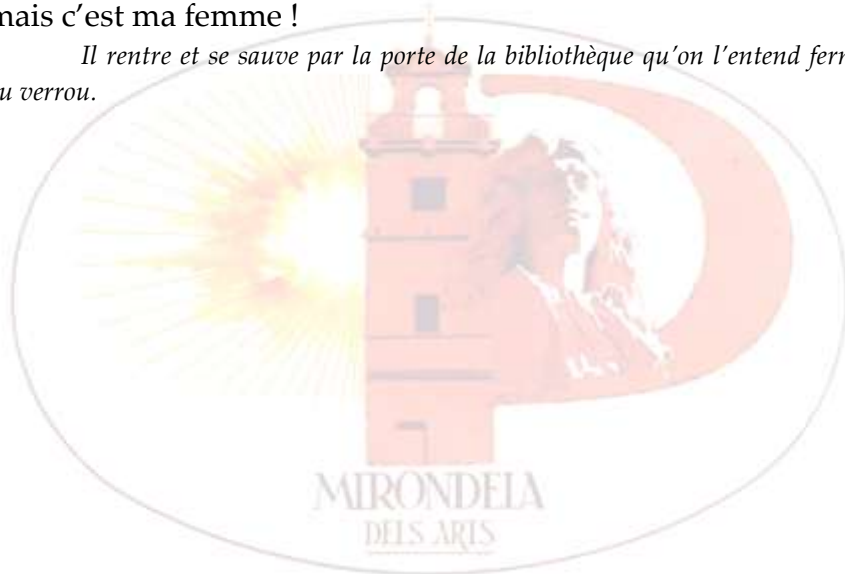 mais c’est ma femme !
Il rentre et se sauve par la porte de la bibliothèque qu’on l’entend
u verrou.
MIRONDELA
DELS ARTS